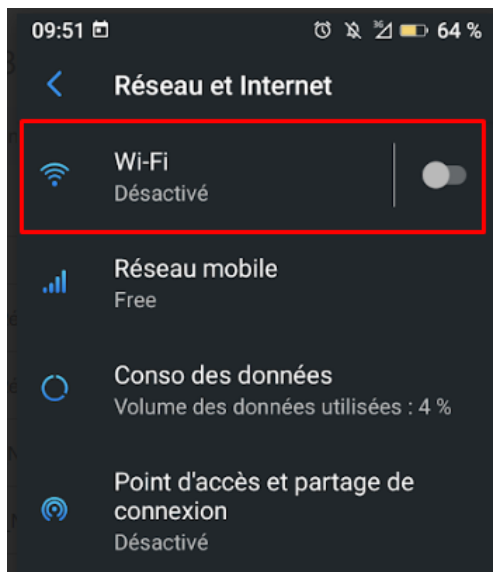 09:51 64 %
Réseau et Internet
Wi-Fi
Désactivé
Réseau mobile
Free
Conso des données
Volume des données utilisées : 4 %
Point d'accès et partage de
connexion
Désactivé